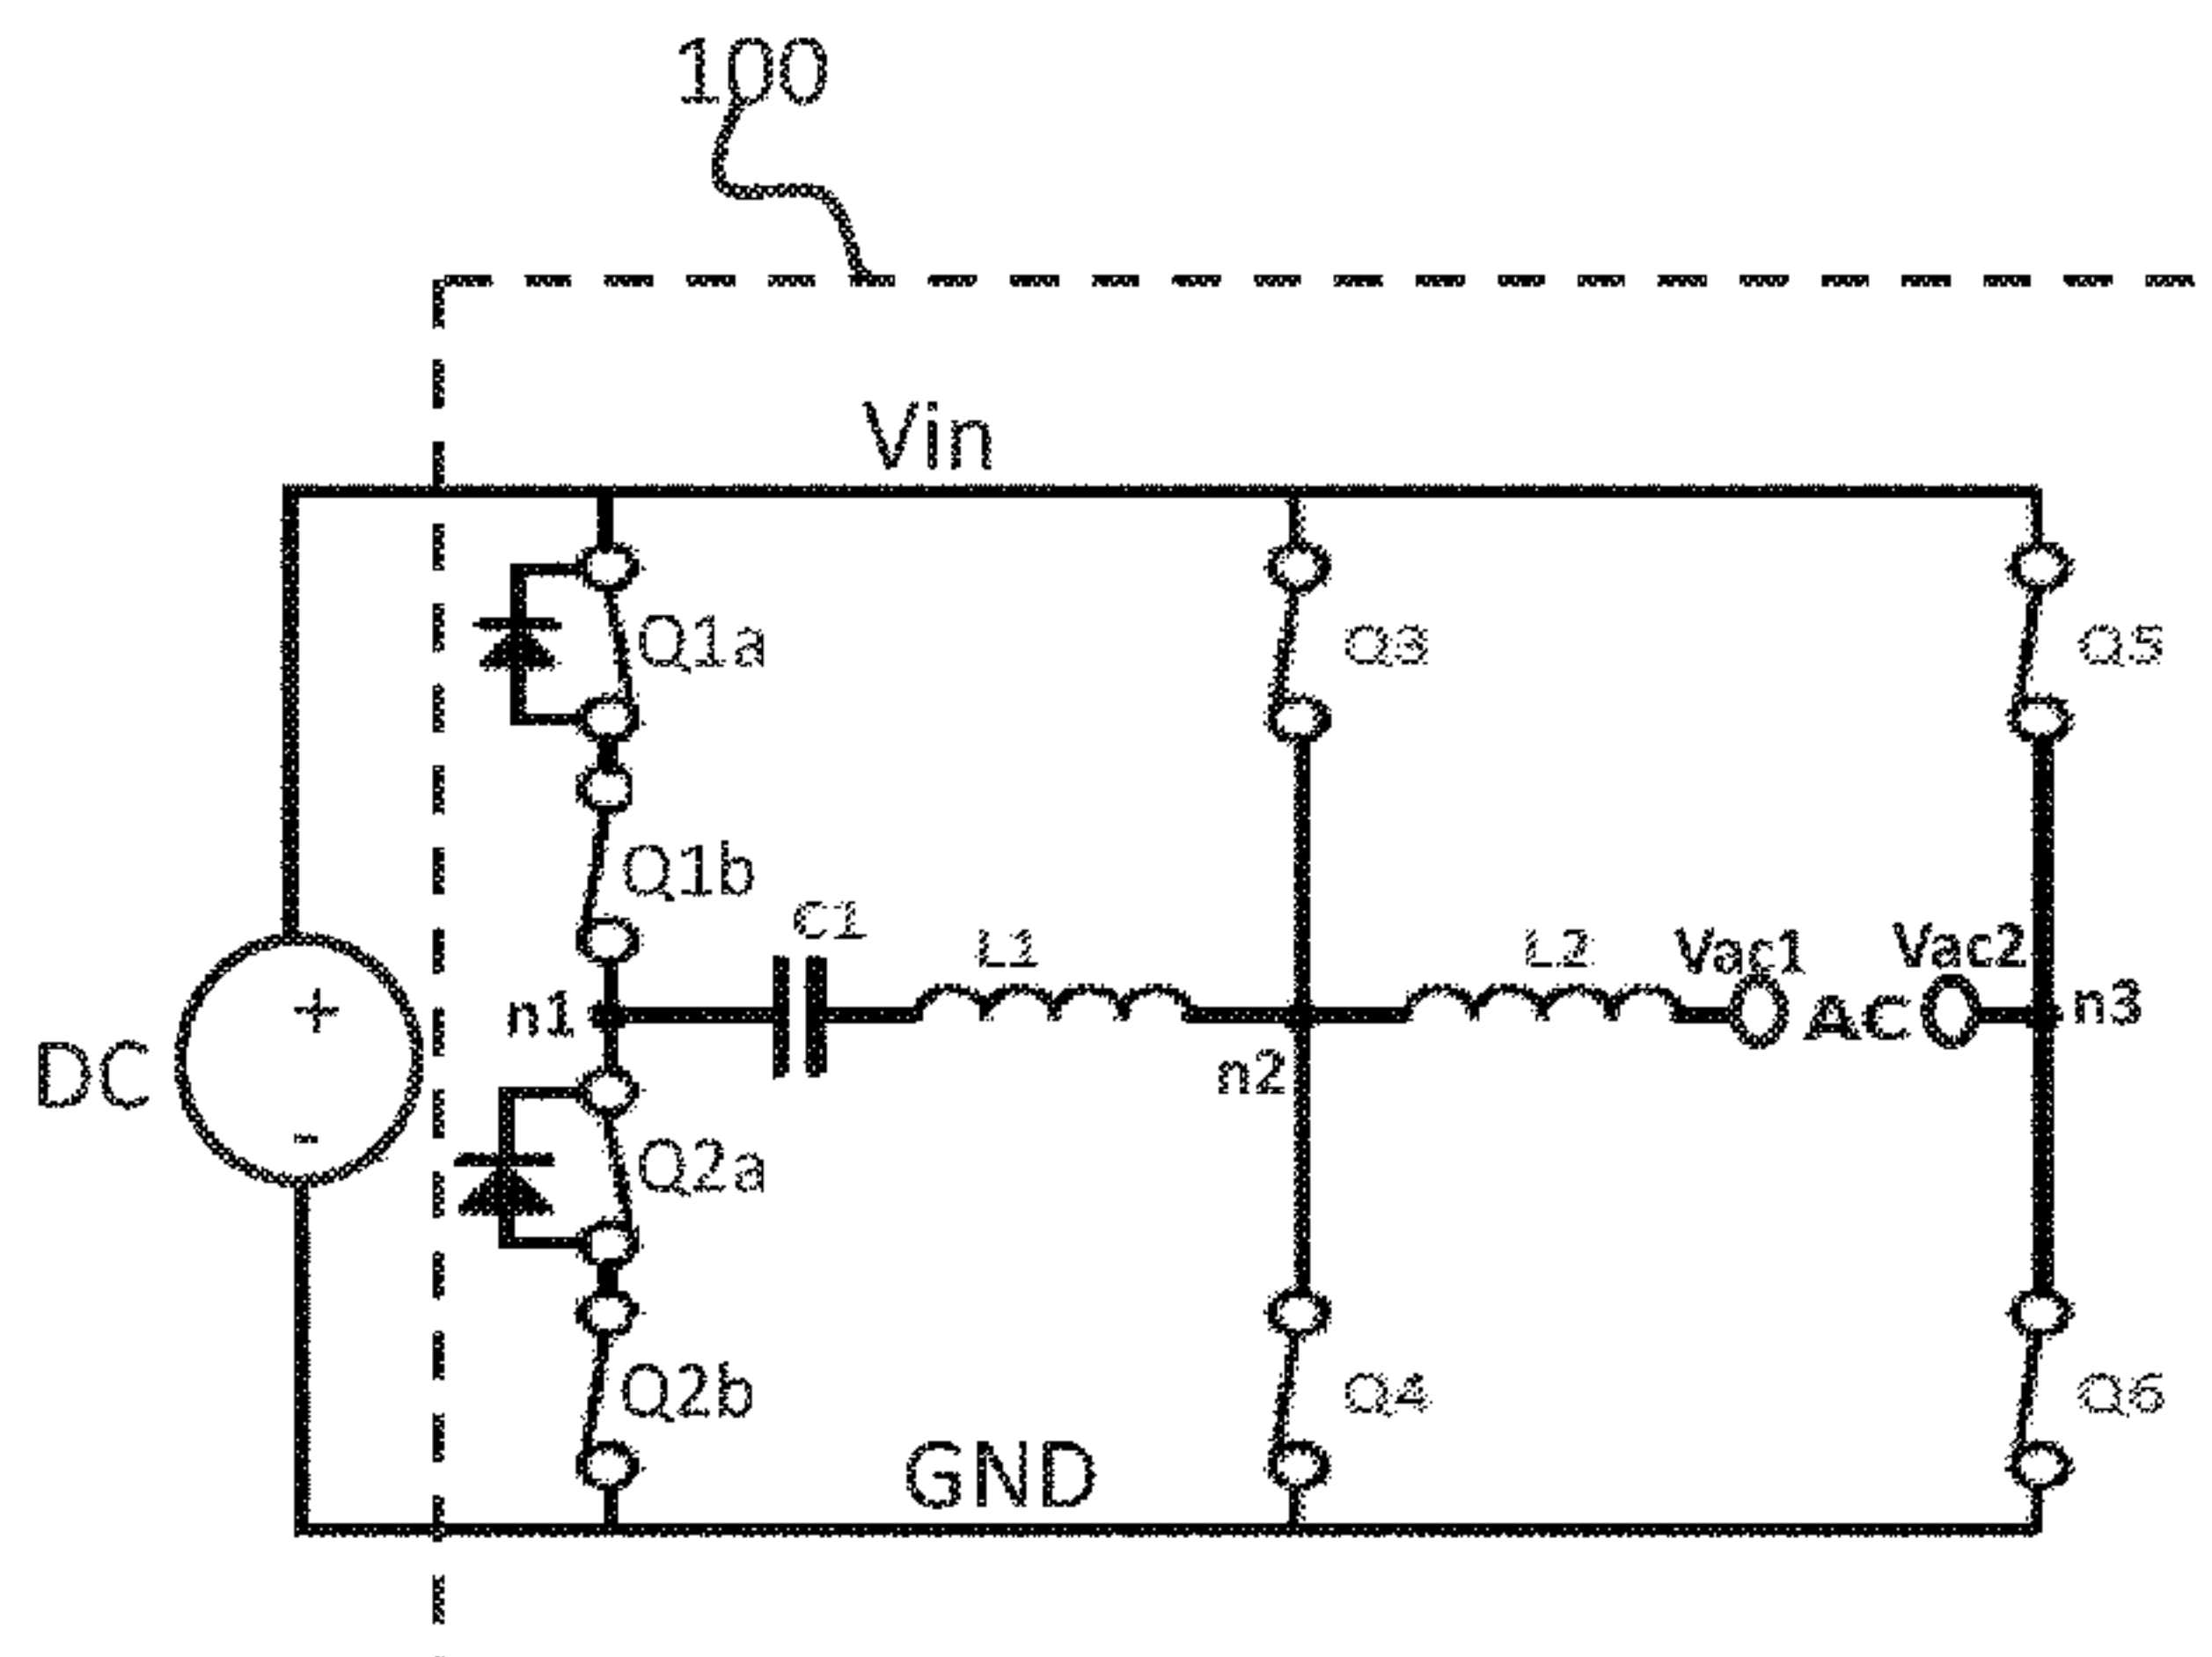 100
Vin
Q1a
Q3
Q5
Q1b
C1
L1
L2
Vac1
Vac2
n1
AC
n3
+
DC
n2
-
Q2a
Q2b
Q4
Q6
GND